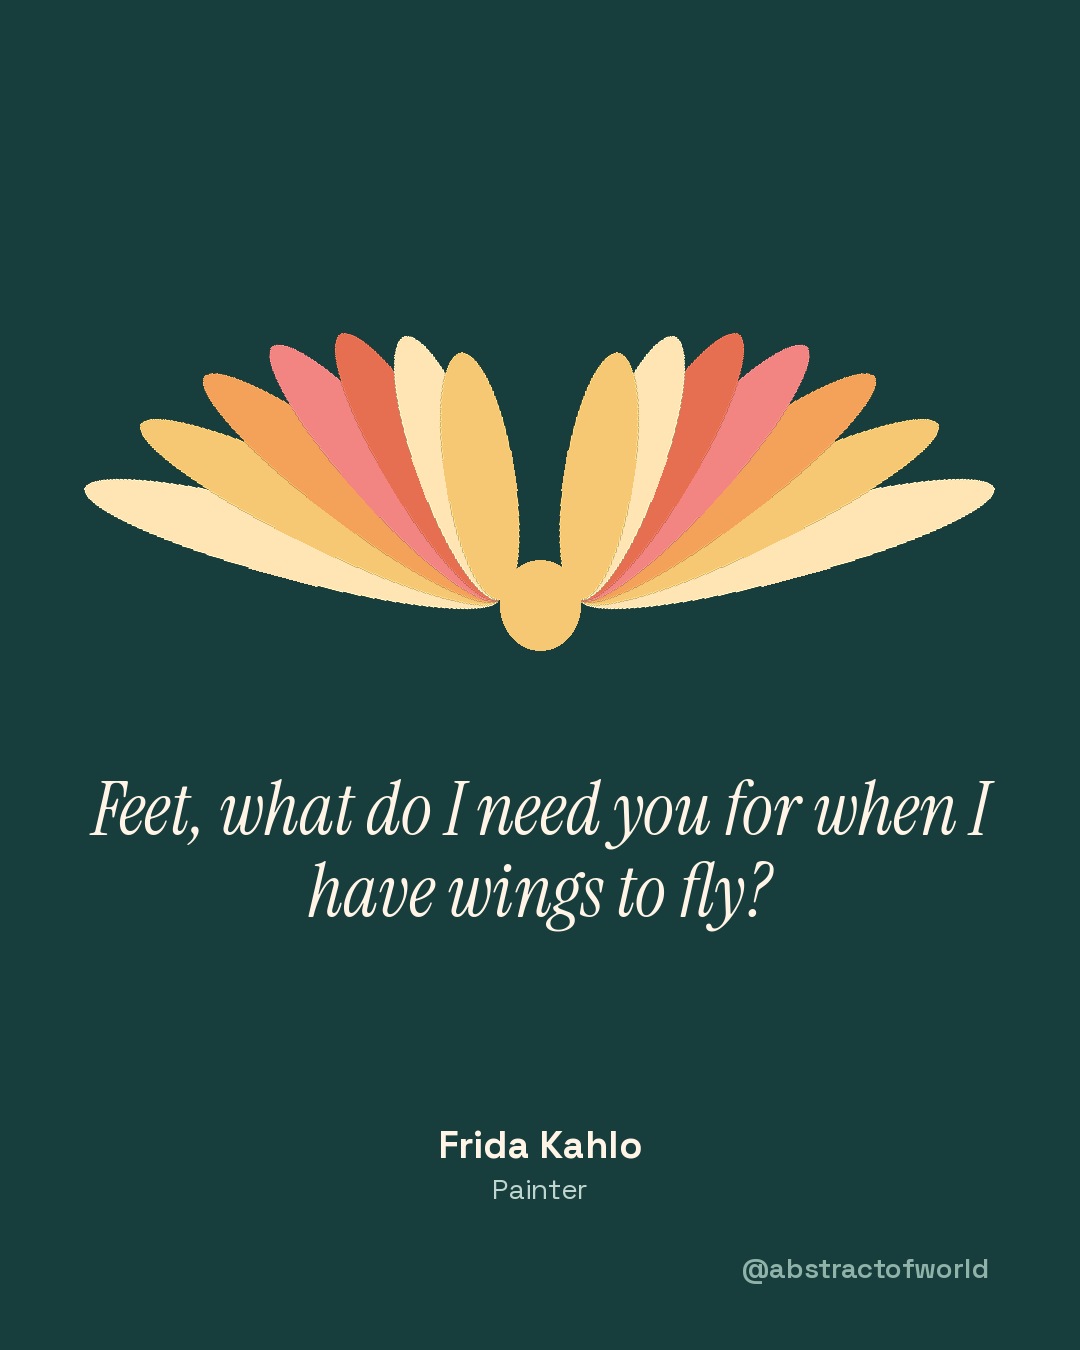 Feet, what do I need you for when I
have wings to fly?
Frida Kahlo
Painter
@abstractofworld